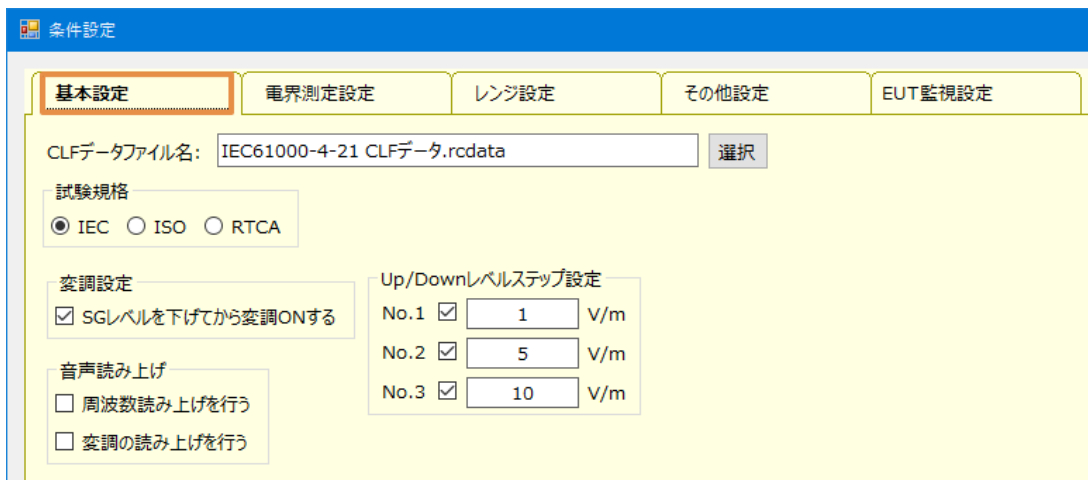 条件設定
基本設定 電界測定設定 レンジ設定 その他設定 EUT監視設定
CLFデータファイル名: IEC61000-4-21 CLFデータ.rcdata 選択
試験規格
IEC ISO RTCA
変調設定
SGレベルを下げてから変調ONする
音声読み上げ
周波数読み上げを行う
変調の読み上げを行う
Up/Downレベルステップ設定
No.1 1 V/m
No.2 5 V/m
No.3 10 V/m